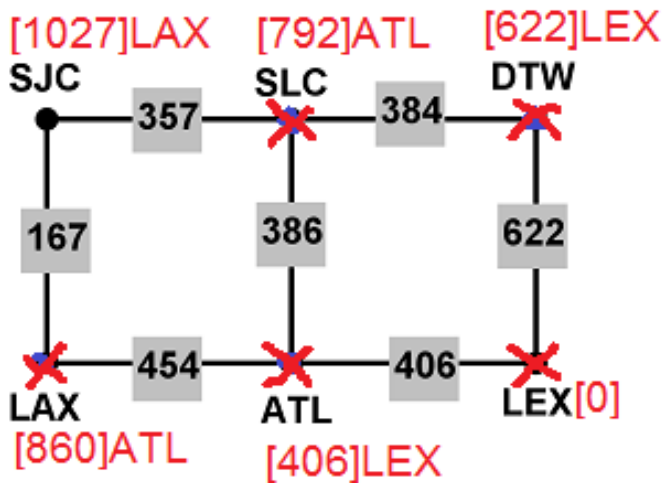 [1027]LAX [792]ATL [622]LEX
SJC SLC DTW
357 384
167 386 622
454 406
LAX ATL LEX[0]
[860]ATL [406]LEX